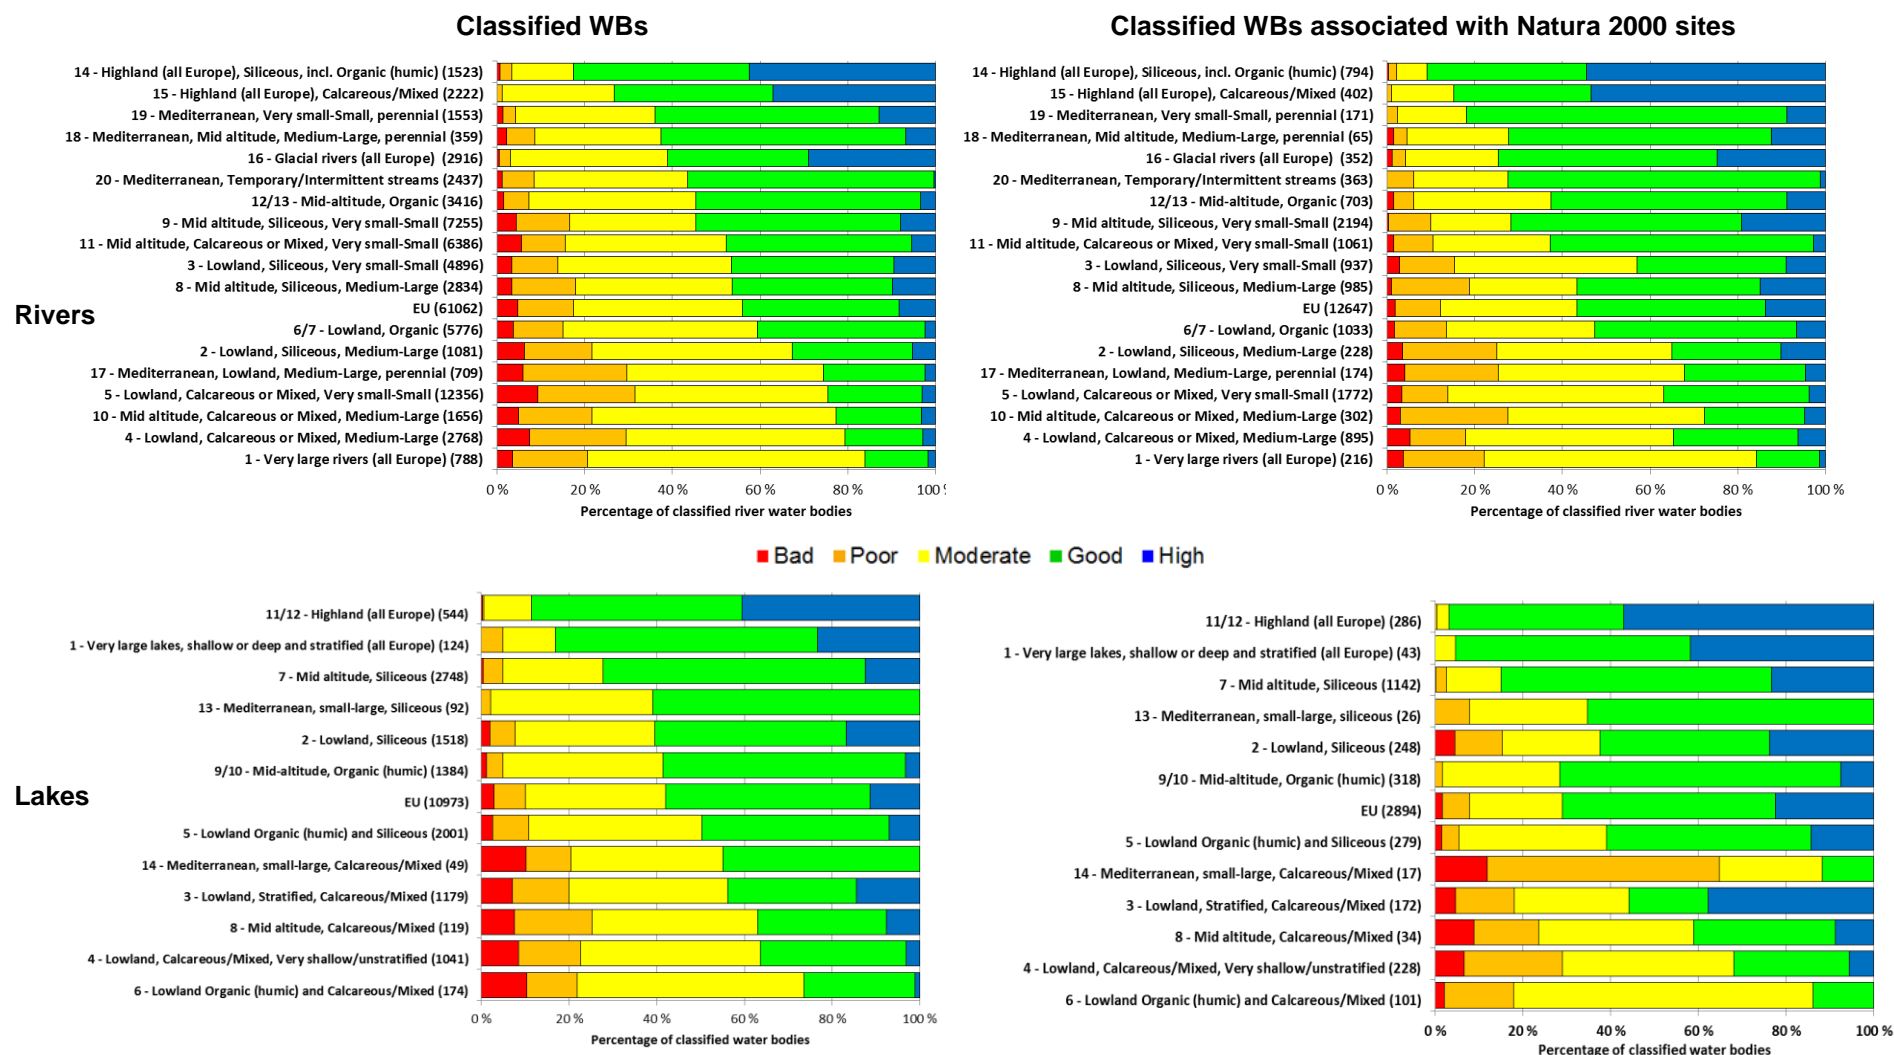 Classified WBs
Classified WBs associated with Natura 2000 sites
Rivers
14 - Highland (all Europe), Siliceous, incl. Organic (humic) (1523)
15 - Highland (all Europe), Calcareous/Mixed (2222)
19 - Mediterranean, Very small-Small, perennial (1553)
18 - Mediterranean, Mid altitude, Medium-Large, perennial (359)
16 - Glacial rivers (all Europe) (2916)
20 - Mediterranean, Temporary/Intermittent streams (2437)
12/13 - Mid-altitude, Organic (3416)
9 - Mid altitude, Siliceous, Very small-Small (7255)
11 - Mid altitude, Calcareous or Mixed, Very small-Small (6386)
3 - Lowland, Siliceous, Very small-Small (4896)
8 - Mid altitude, Siliceous, Medium-Large (2834)
EU (61062)
6/7 - Lowland, Organic (5776)
2 - Lowland, Siliceous, Medium-Large (1081)
17 - Mediterranean, Lowland, Medium-Large, perennial (709)
5 - Lowland, Calcareous or Mixed, Very small-Small (12356)
10 - Mid altitude, Calcareous or Mixed, Medium-Large (1656)
4 - Lowland, Calcareous or Mixed, Medium-Large (2768)
1 - Very large rivers (all Europe) (788)
0 % 20 % 40 % 60 % 80 % 100 %
Percentage of classified river water bodies
14 - Highland (all Europe), Siliceous, incl. Organic (humic) (794)
15 - Highland (all Europe), Calcareous/Mixed (402)
19 - Mediterranean, Very small-Small, perennial (171)
18 - Mediterranean, Mid altitude, Medium-Large, perennial (65)
16 - Glacial rivers (all Europe) (352)
20 - Mediterranean, Temporary/Intermittent streams (363)
12/13 - Mid-altitude, Organic (703)
9 - Mid altitude, Siliceous, Very small-Small (2194)
11 - Mid altitude, Calcareous or Mixed, Very small-Small (1061)
3 - Lowland, Siliceous, Very small-Small (937)
8 - Mid altitude, Siliceous, Medium-Large (985)
EU (12647)
6/7 - Lowland, Organic (1033)
2 - Lowland, Siliceous, Medium-Large (228)
17 - Mediterranean, Lowland, Medium-Large, perennial (174)
5 - Lowland, Calcareous or Mixed, Very small-Small (1772)
10 - Mid altitude, Calcareous or Mixed, Medium-Large (302)
4 - Lowland, Calcareous or Mixed, Medium-Large (895)
1 - Very large rivers (all Europe) (216)
0 % 20 % 40 % 60 % 80 % 100 %
Percentage of classified river water bodies
Bad Poor Moderate Good High
Lakes
11/12 - Highland (all Europe) (544)
1 - Very large lakes, shallow or deep and stratified (all Europe) (124)
7 - Mid altitude, Siliceous (2748)
13 - Mediterranean, small-large, Siliceous (92)
2 - Lowland, Siliceous (1518)
9/10 - Mid-altitude, Organic (humic) (1384)
EU (10973)
5 - Lowland Organic (humic) and Siliceous (2001)
14 - Mediterranean, small-large, Calcareous/Mixed (49)
3 - Lowland, Stratified, Calcareous/Mixed (1179)
8 - Mid altitude, Calcareous/Mixed (119)
4 - Lowland, Calcareous/Mixed, Very shallow/unstratified (1041)
6 - Lowland Organic (humic) and Calcareous/Mixed (174)
0 % 20 % 40 % 60 % 80 % 100 %
Percentage of classified water bodies
11/12 - Highland (all Europe) (286)
1 - Very large lakes, shallow or deep and stratified (all Europe) (43)
7 - Mid altitude, Siliceous (1142)
13 - Mediterranean, small-large, siliceous (26)
2 - Lowland, Siliceous (248)
9/10 - Mid-altitude, Organic (humic) (318)
EU (2894)
5 - Lowland Organic (humic) and Siliceous (279)
14 - Mediterranean, small-large, Calcareous/Mixed (17)
3 - Lowland, Stratified, Calcareous/Mixed (172)
8 - Mid altitude, Calcareous/Mixed (34)
4 - Lowland, Calcareous/Mixed, Very shallow/unstratified (228)
6 - Lowland Organic (humic) and Calcareous/Mixed (101)
0 % 20 % 40 % 60 % 80 % 100 %
Percentage of classified water bodies